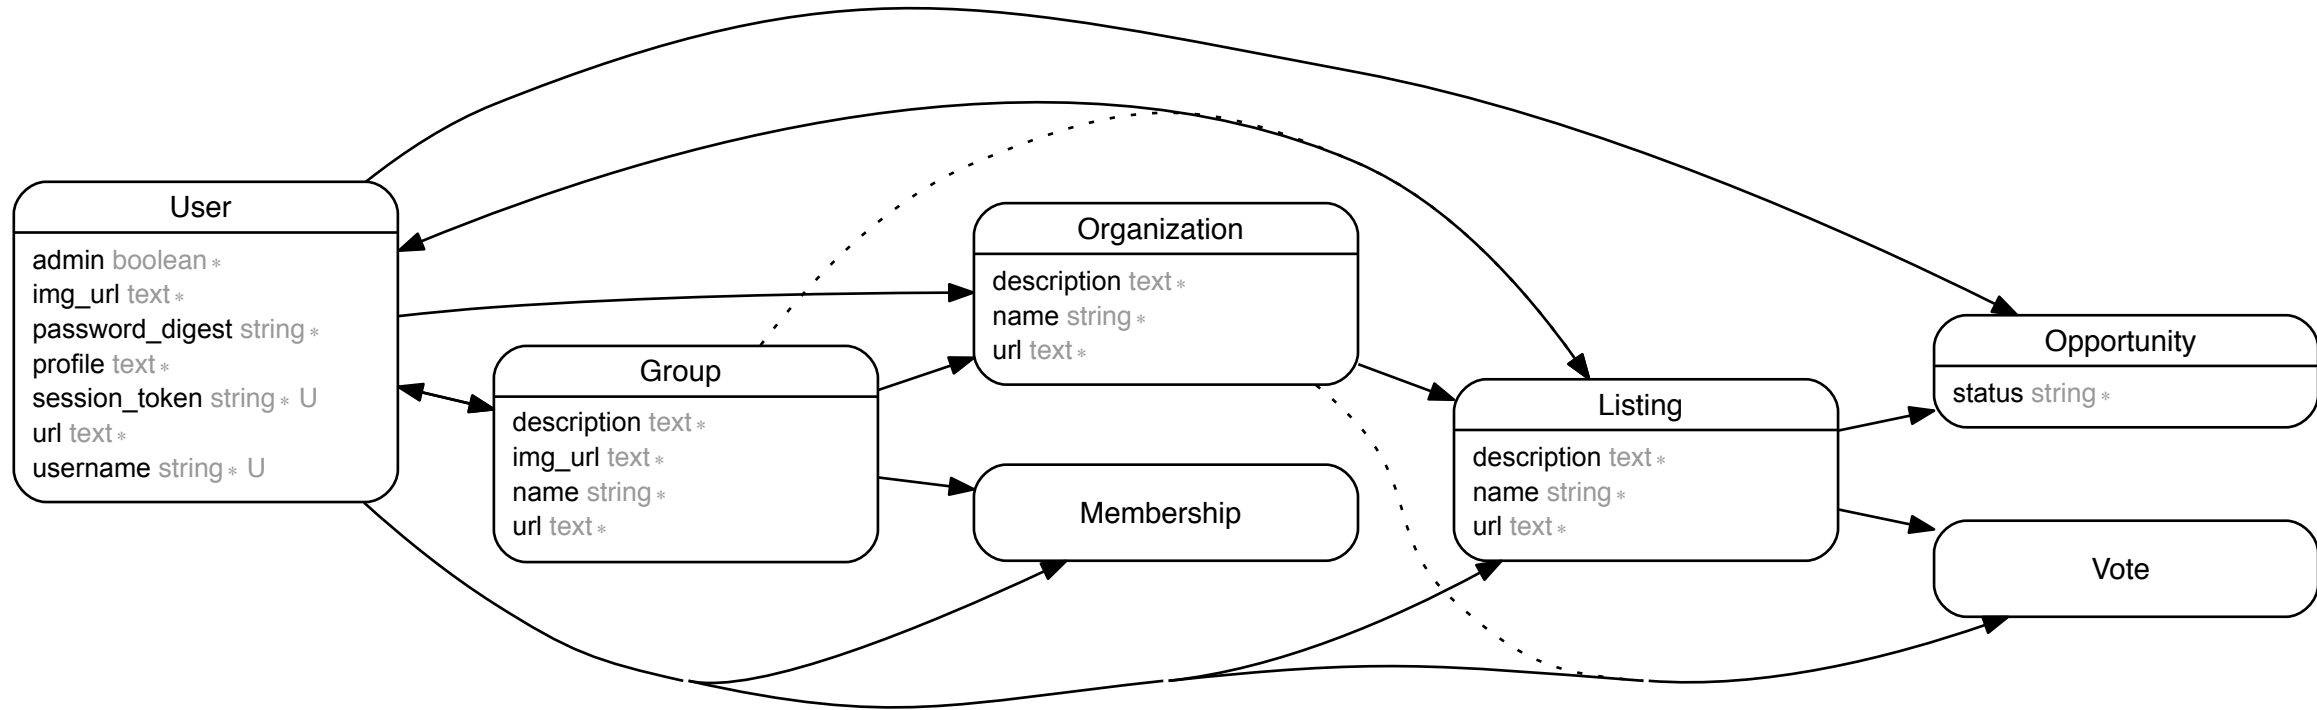 User
admin boolean *
img_url text *
password_digest string *
profile text *
session_token string * U
url text *
username string * U
Group
description text *
img_url text *
name string *
url text *
Organization
description text *
name string *
url text *
Membership
Listing
description text *
name string *
url text *
Opportunity
status string *
Vote